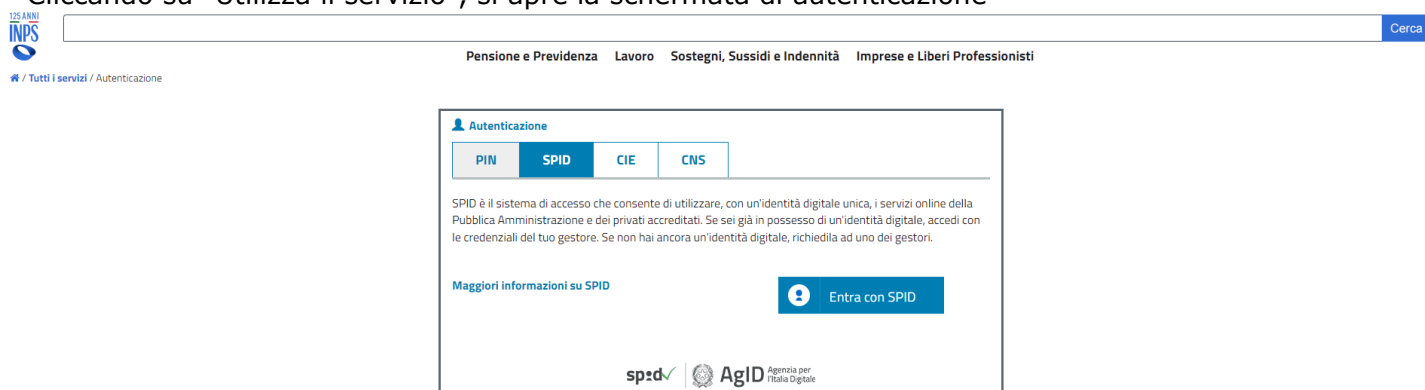 Cliccando su "Utilizza il servizio", si apre la schermata di autenticazione
125 ANNI
INPS
Cerca
Pensione e Previdenza Lavoro Sostegni, Sussidi e Indennità Imprese e Liberi Professionisti
/ Tutti i servizi / Autenticazione
Autenticazione
PIN SPID CIE CNS
SPID è il sistema di accesso che consente di utilizzare, con un'identità digitale unica, i servizi online della
Pubblica Amministrazione e dei privati accreditati. Se sei già in possesso di un'identità digitale, accedi con
le credenziali del tuo gestore. Se non hai ancora un'identità digitale, richiedila ad uno dei gestori.
Maggiori informazioni su SPID
Entra con SPID
spid AgID Agenzia per
l'Italia Digitale